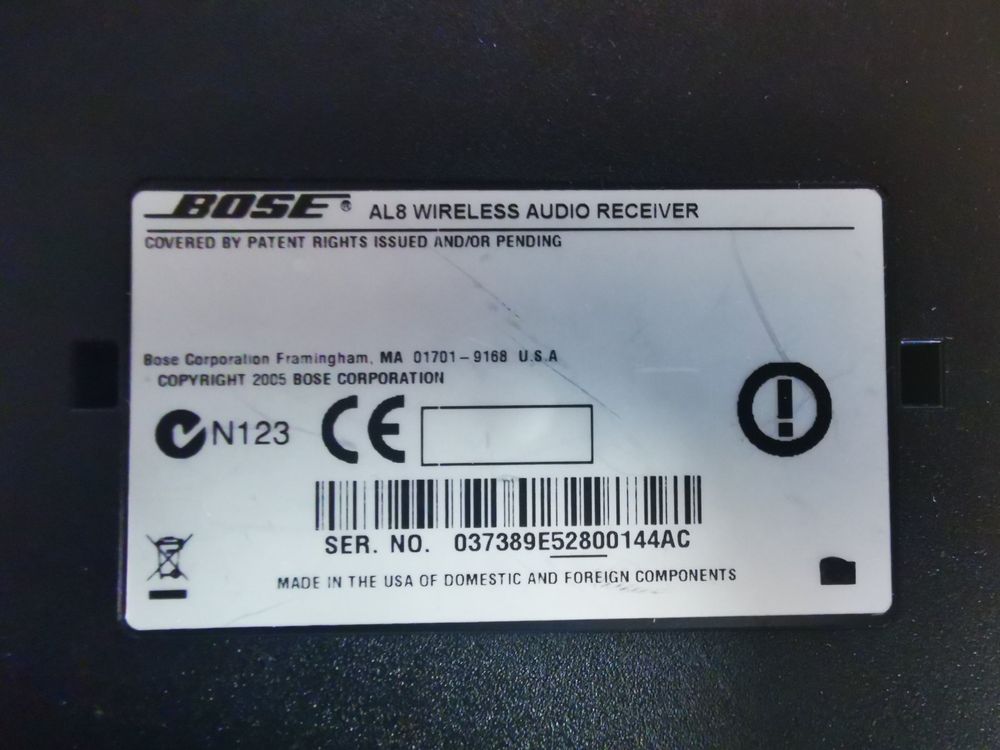 BOSE® AL8 WIRELESS AUDIO RECEIVER
COVERED BY PATENT RIGHTS ISSUED AND/OR PENDING
Bose Corporation Framingham, MA 01701-9168 U.S.A
COPYRIGHT 2005 BOSE CORPORATION
N123 CE
SER. NO. 037389E52800144AC
MADE IN THE USA OF DOMESTIC AND FOREIGN COMPONENTS